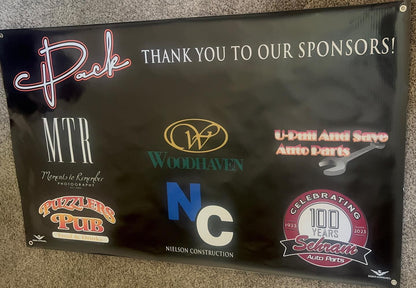 Pack
THANK YOU TO OUR SPONSORS!
MTR
Moments to Remember
PHOTOGRAPHY
W
WOODHAVEN
U-Pull And Save
Auto Parts
PUZZLERS
PUB
NC
NIELSON CONSTRUCTION
CELEBRATING
1923
100
2023
YEARS
Schram
Auto Parts